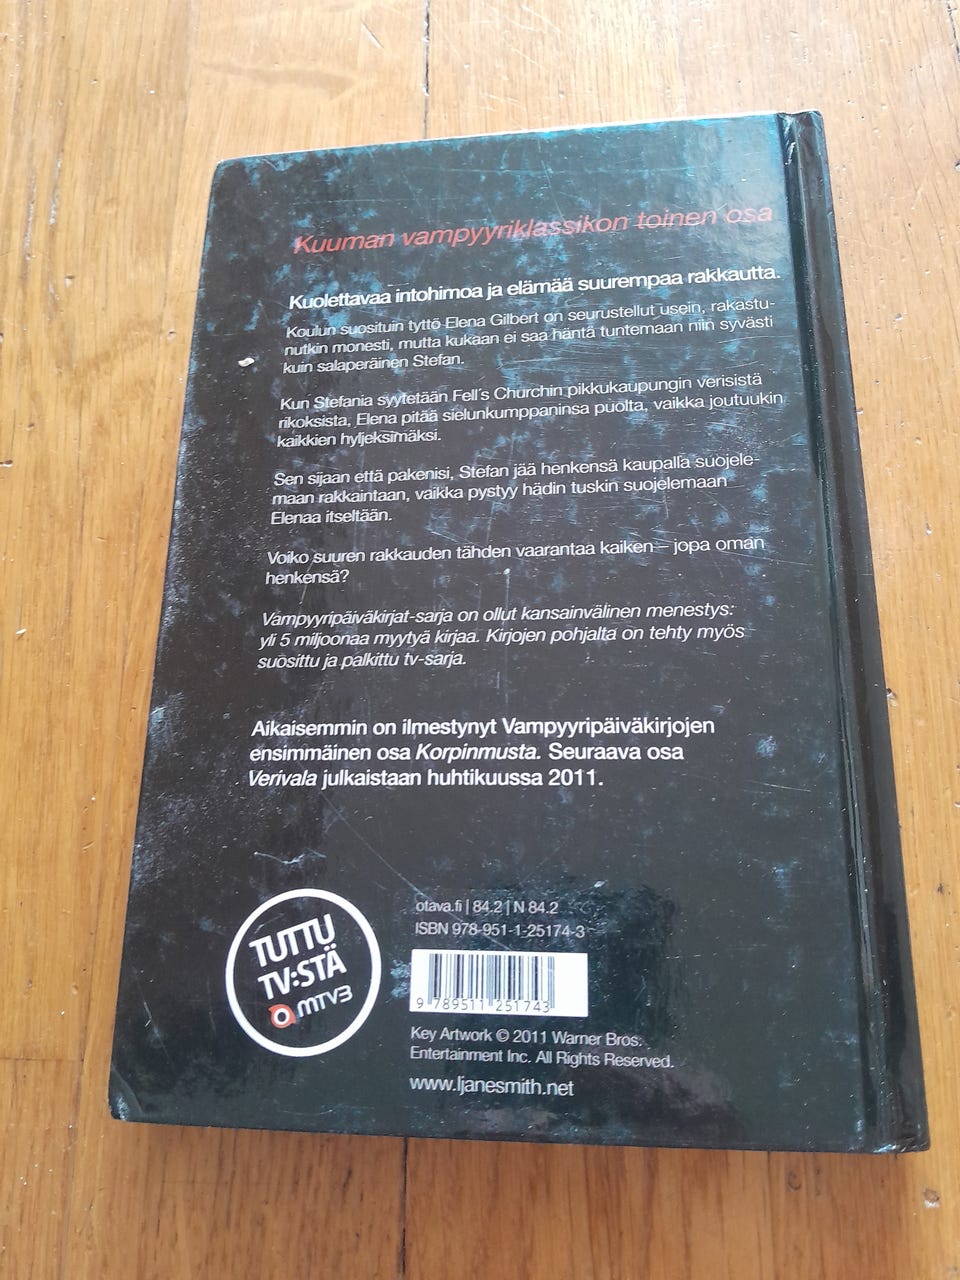 Kuuman vampyyriklassikon toinen osa
Kuolettavaa intohimoa ja elämää suurempaa rakkautta.
Koulun suosituin tyttö Elena Gilbert on seurustellut usein, rakastu-
nutkin monesti, mutta kukaan ei saa häntä tuntemaan niin syvästi
kuin salaperäinen Stefan.
Kun Stefania syytetään Fell´s Churchin pikkukaupungin verisistä
rikoksista, Elena pitää sielunkumppaninsa puolta, vaikka joutuukin
kaikkien hyljeksimäksi.
Sen sijaan että pakenisi, Stefan jää henkensä kaupalla suojele-
maan rakkaintaan, vaikka pystyy hädin tuskin suojelemaan
Elenaa itseltään.
Voiko suuren rakkauden tähden vaarantaa kaiken – jopa oman
henkensä?
Vampyyripäiväkirjat-sarja on ollut kansainvälinen menestys:
yli 5 miljoonaa myytyä kirjaa. Kirjojen pohjalta on tehty myös
suosittu ja palkittu tv-sarja.
Aikaisemmin on ilmestynyt Vampyyripäiväkirjojen
ensimmäinen osa Korpinmusta. Seuraava osa
Verivala julkaistaan huhtikuussa 2011.
TUTTU
TV:STÄ
MTV3
otava.fi | 84.2 | N 84.2
ISBN 978-951-1-25174-3
9 789511 251743
Key Artwork © 2011 Warner Bros.
Entertainment Inc. All Rights Reserved.
www.ljanesmith.net